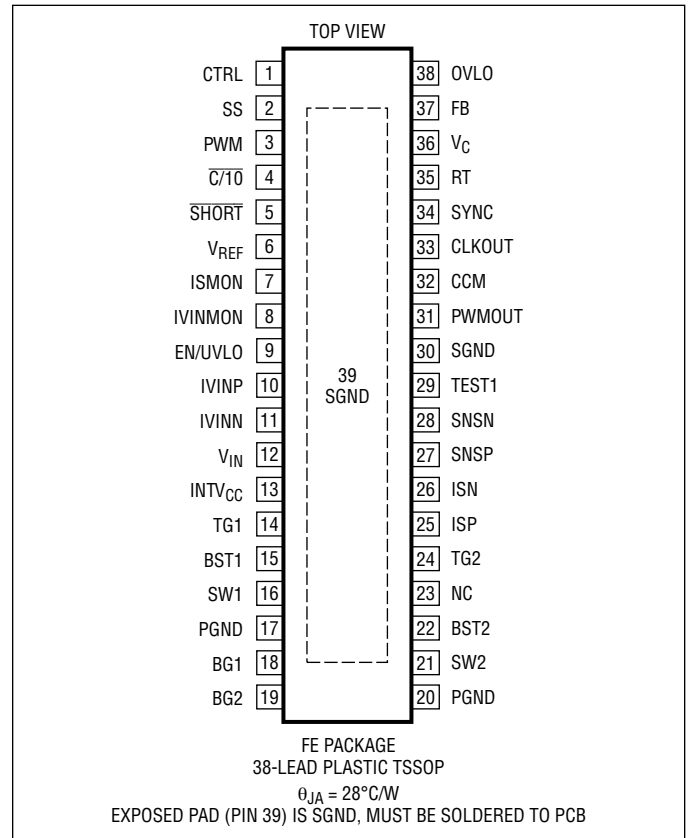 TOP VIEW
CTRL 1 38 OVLO
SS 2 37 FB
PWM 3 36 VC
C/10 4 35 RT
SHORT 5 34 SYNC
VREF 6 33 CLKOUT
ISMON 7 32 CCM
IVINMON 8 31 PWMOUT
EN/UVLO 9 30 SGND
IVINP 10 29 TEST1
IVINN 11 28 SNSN
VIN 12 27 SNSP
INTVCC 13 26 ISN
TG1 14 25 ISP
BST1 15 24 TG2
SW1 16 23 NC
PGND 17 22 BST2
BG1 18 21 SW2
BG2 19 20 PGND
39
SGND
FE PACKAGE
38-LEAD PLASTIC TSSOP
θJA = 28°C/W
EXPOSED PAD (PIN 39) IS SGND, MUST BE SOLDERED TO PCB